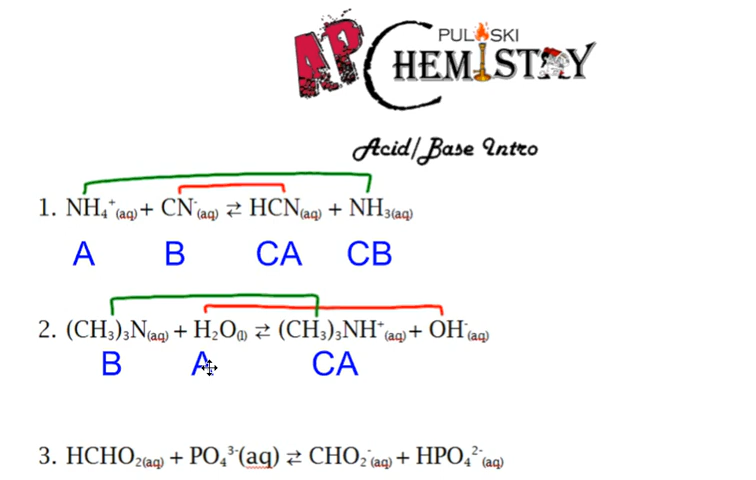 AP PULASKI
CHEMISTRY
Acid/Base Intro
1. NH₄⁺(aq) + CN⁻(aq) ⇄ HCN(aq) + NH₃(aq)
A B CA CB
2. (CH₃)₃N(aq) + H₂O(l) ⇄ (CH₃)₃NH⁺(aq) + OH⁻(aq)
B A CA
3. HCHO₂(aq) + PO₄³⁻(aq) ⇄ CHO₂⁻(aq) + HPO₄²⁻(aq)